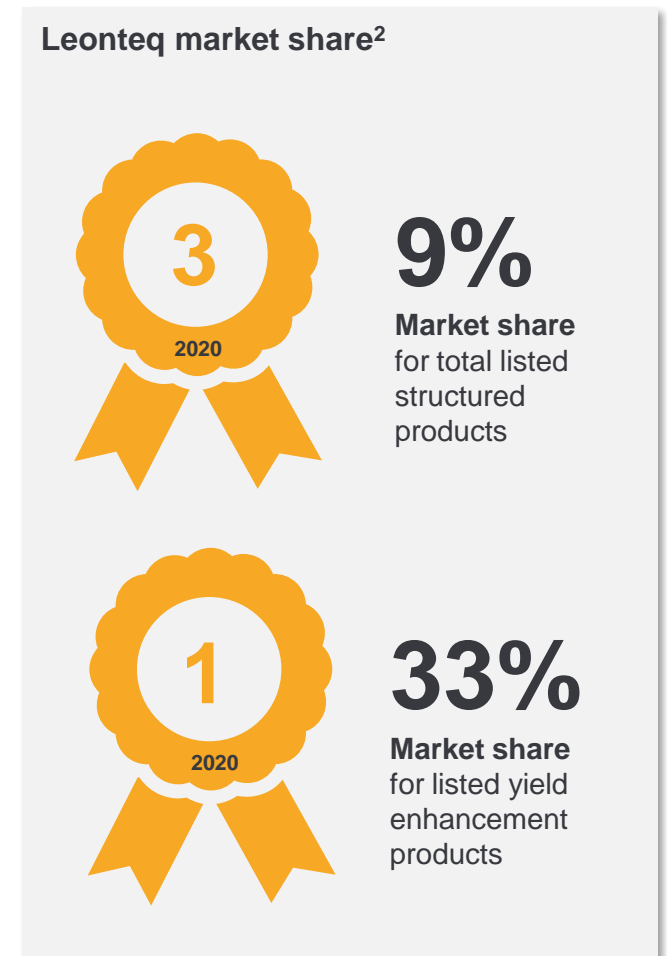 Leonteq market share²
3
2020
9%
Market share
for total listed
structured
products
1
2020
33%
Market share
for listed yield
enhancement
products